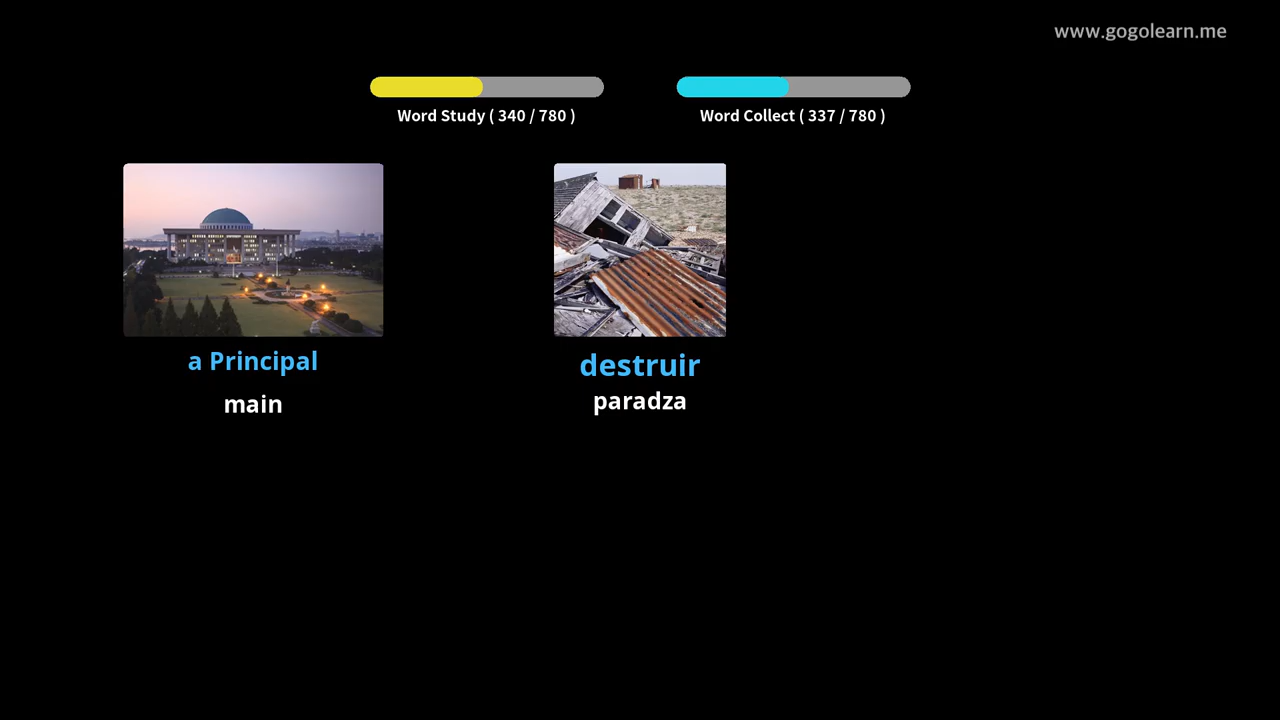 www.gogolearn.me
Word Study ( 340 / 780 )
Word Collect ( 337 / 780 )
a Principal
main
destruir
paradza